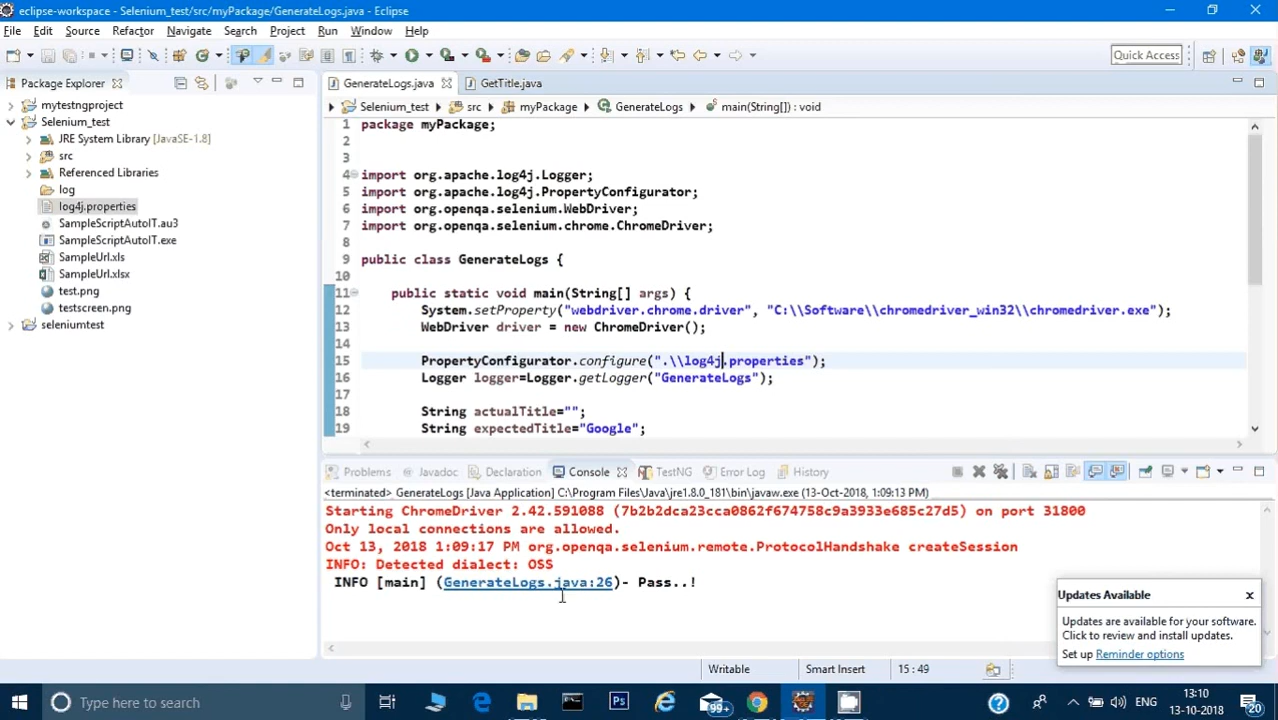 eclipse-workspace - Selenium_test/src/myPackage/GenerateLogs.java - Eclipse
File Edit Source Refactor Navigate Search Project Run Window Help
Quick Access
Package Explorer
mytestngproject
Selenium_test
JRE System Library [JavaSE-1.8]
src
Referenced Libraries
log
log4j.properties
SampleScriptAutoIT.au3
SampleScriptAutoIT.exe
SampleUrl.xls
SampleUrl.xlsx
test.png
testscreen.png
seleniumtest
GenerateLogs.java GetTitle.java
Selenium_test src myPackage GenerateLogs main(String[]) : void
1 package myPackage;
2
3
4 import org.apache.log4j.Logger;
5 import org.apache.log4j.PropertyConfigurator;
6 import org.openqa.selenium.WebDriver;
7 import org.openqa.selenium.chrome.ChromeDriver;
8
9 public class GenerateLogs {
10
11 public static void main(String[] args) {
12 System.setProperty("webdriver.chrome.driver", "C:\\Software\\chromedriver_win32\\chromedriver.exe");
13 WebDriver driver = new ChromeDriver();
14
15 PropertyConfigurator.configure(".\\log4j.properties");
16 Logger logger=Logger.getLogger("GenerateLogs");
17
18 String actualTitle="";
19 String expectedTitle="Google";
Problems Javadoc Declaration Console TestNG Error Log History
<terminated> GenerateLogs [Java Application] C:\Program Files\Java\jre1.8.0_181\bin\javaw.exe (13-Oct-2018, 1:09:13 PM)
Starting ChromeDriver 2.42.591088 (7b2b2dca23cca0862f674758c9a3933e685c27d5) on port 31800
Only local connections are allowed.
Oct 13, 2018 1:09:17 PM org.openqa.selenium.remote.ProtocolHandshake createSession
INFO: Detected dialect: OSS
INFO [main] (GenerateLogs.java:26)- Pass..!
Updates Available
Updates are available for your software.
Click to review and install updates.
Set up Reminder options
Writable Smart Insert 15 : 49
Type here to search
Ps
99+
ENG
13:10
13-10-2018
20